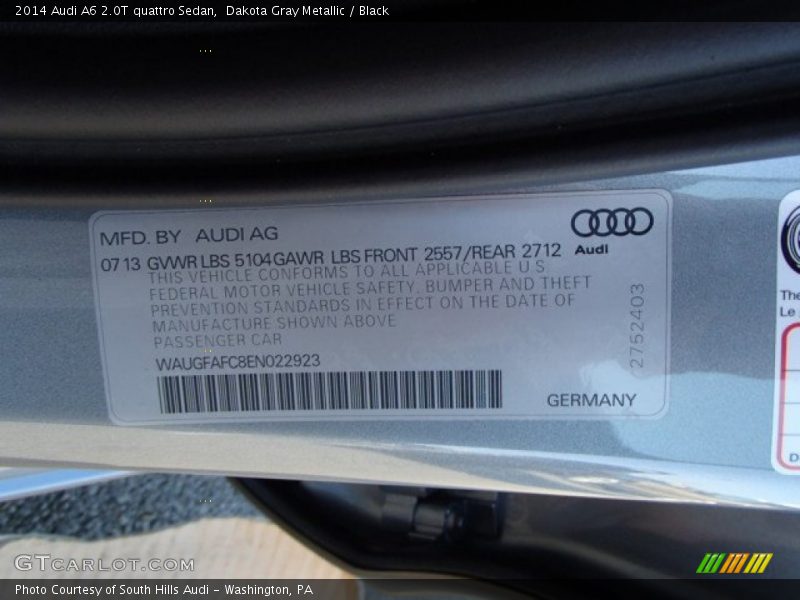 2014 Audi A6 2.0T quattro Sedan, Dakota Gray Metallic / Black
MFD. BY AUDI AG
Audi
07 13 GVWR LBS 5104 GAWR LBS FRONT 2557/REAR 2712
THIS VEHICLE CONFORMS TO ALL APPLICABLE U.S.
FEDERAL MOTOR VEHICLE SAFETY, BUMPER AND THEFT
PREVENTION STANDARDS IN EFFECT ON THE DATE OF
MANUFACTURE SHOWN ABOVE
PASSENGER CAR
2752403
WAUGFAFC8EN022923
GERMANY
The
Le
D
GTCARLOT.COM
Photo Courtesy of South Hills Audi - Washington, PA